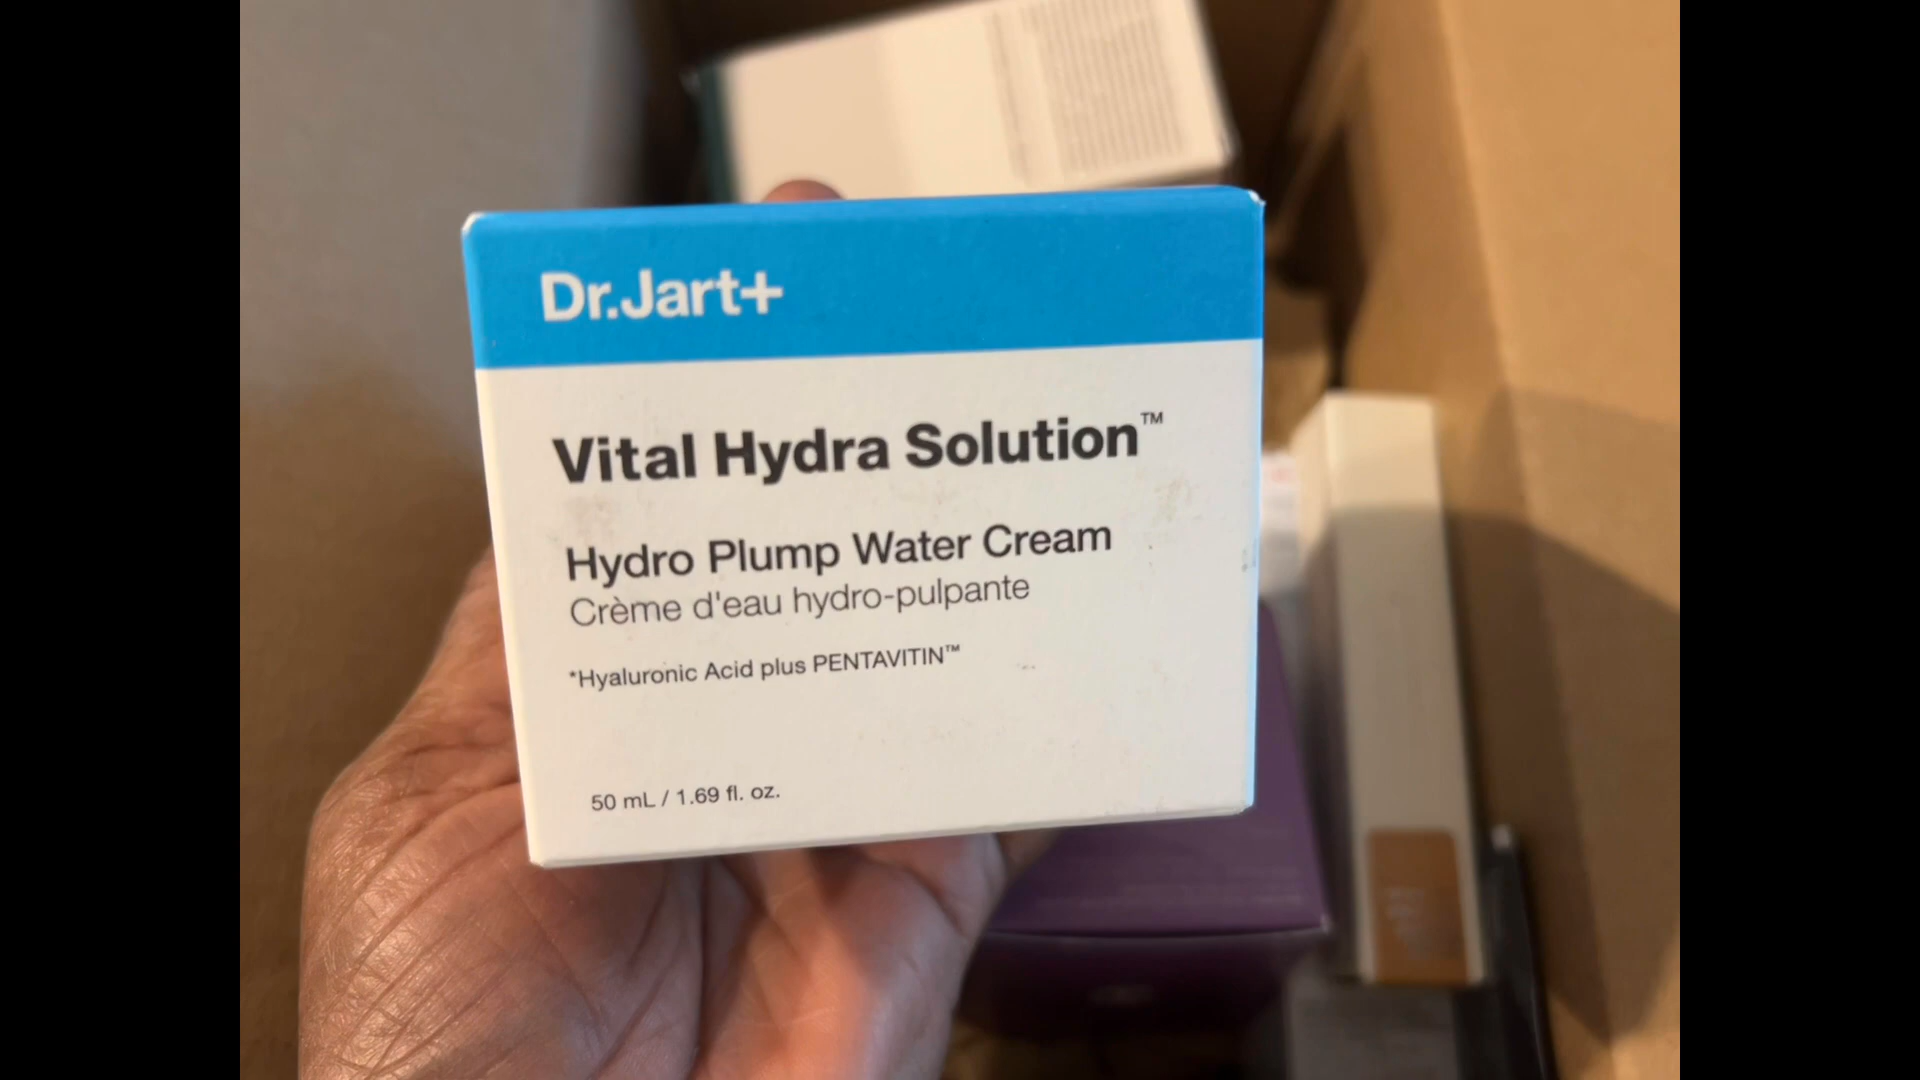 Dr.Jart+
Vital Hydra Solution™
Hydro Plump Water Cream
Crème d'eau hydro-pulpante
*Hyaluronic Acid plus PENTAVITIN™
50 mL / 1.69 fl. oz.